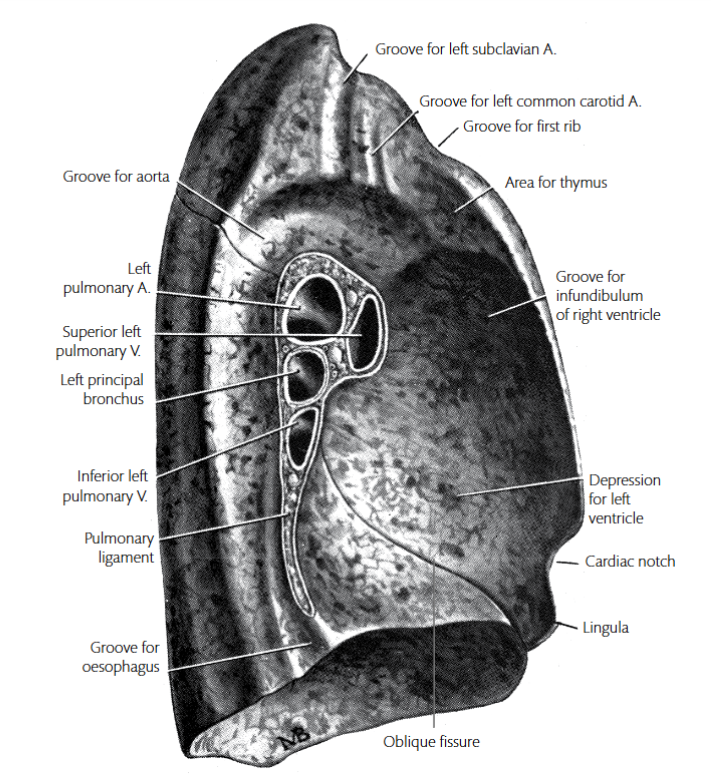 Groove for left subclavian A.
Groove for left common carotid A.
Groove for first rib
Groove for aorta
Area for thymus
Left
pulmonary A.
Groove for
infundibulum
of right ventricle
Superior left
pulmonary V.
Left principal
bronchus
Inferior left
pulmonary V.
Depression
for left
ventricle
Pulmonary
ligament
Cardiac notch
Lingula
Groove for
oesophagus
MB
Oblique fissure